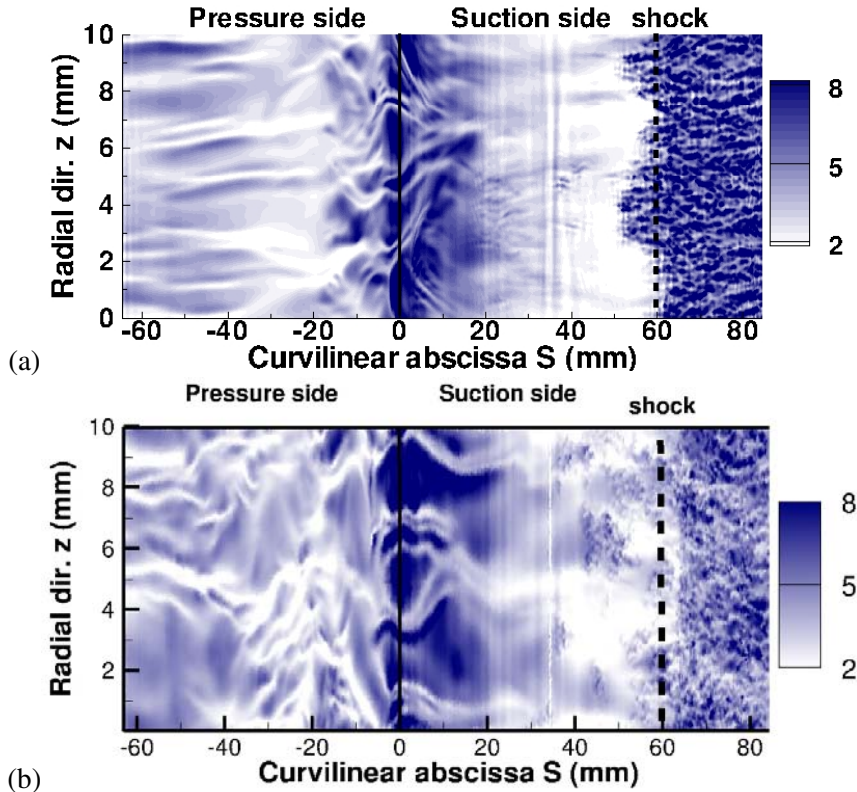 Pressure side Suction side shock
10
8
6
4
2
0
Radial dir. z (mm)
-60 -40 -20 0 20 40 60 80
Curvilinear abscissa S (mm)
8
5
2
(a)
Pressure side Suction side shock
10
8
6
4
2
Radial dir. z (mm)
-60 -40 -20 0 20 40 60 80
Curvilinear abscissa S (mm)
8
5
2
(b)